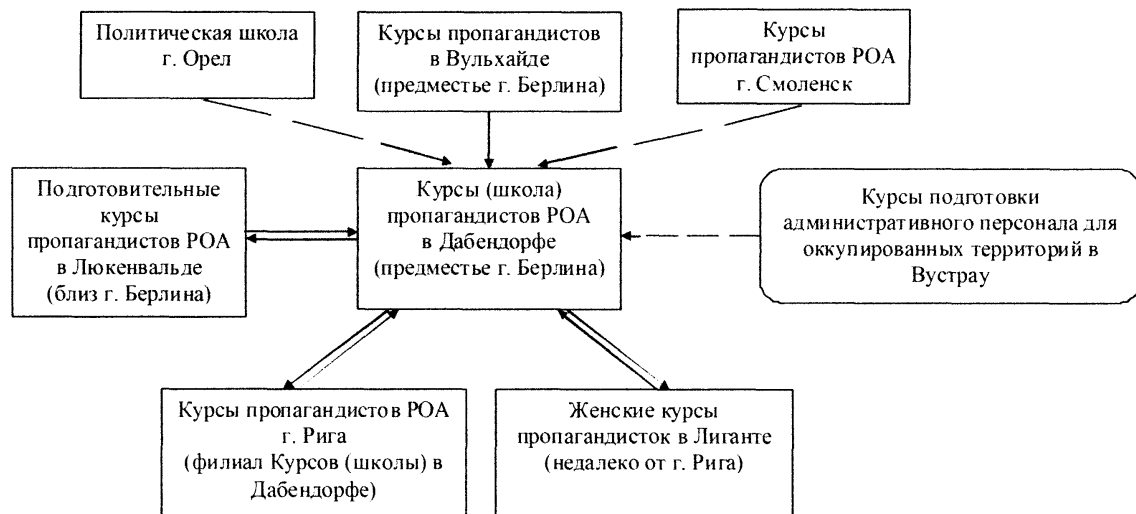 Политическая школа
г. Орел
Курсы пропагандистов
в Вульхайде
(предместье г. Берлина)
Курсы
пропагандистов РОА
г. Смоленск
Подготовительные
курсы
пропагандистов РОА
в Люкенвальде
(близ г. Берлина)
Курсы (школа)
пропагандистов РОА
в Дабендорфе
(предместье г. Берлина)
Курсы подготовки
административного персонала для
оккупированных территорий в
Вустрау
Курсы пропагандистов РОА
г. Рига
(филиал Курсов (школы) в
Дабендорфе)
Женские курсы
пропагандисток в Лиганте
(недалеко от г. Рига)